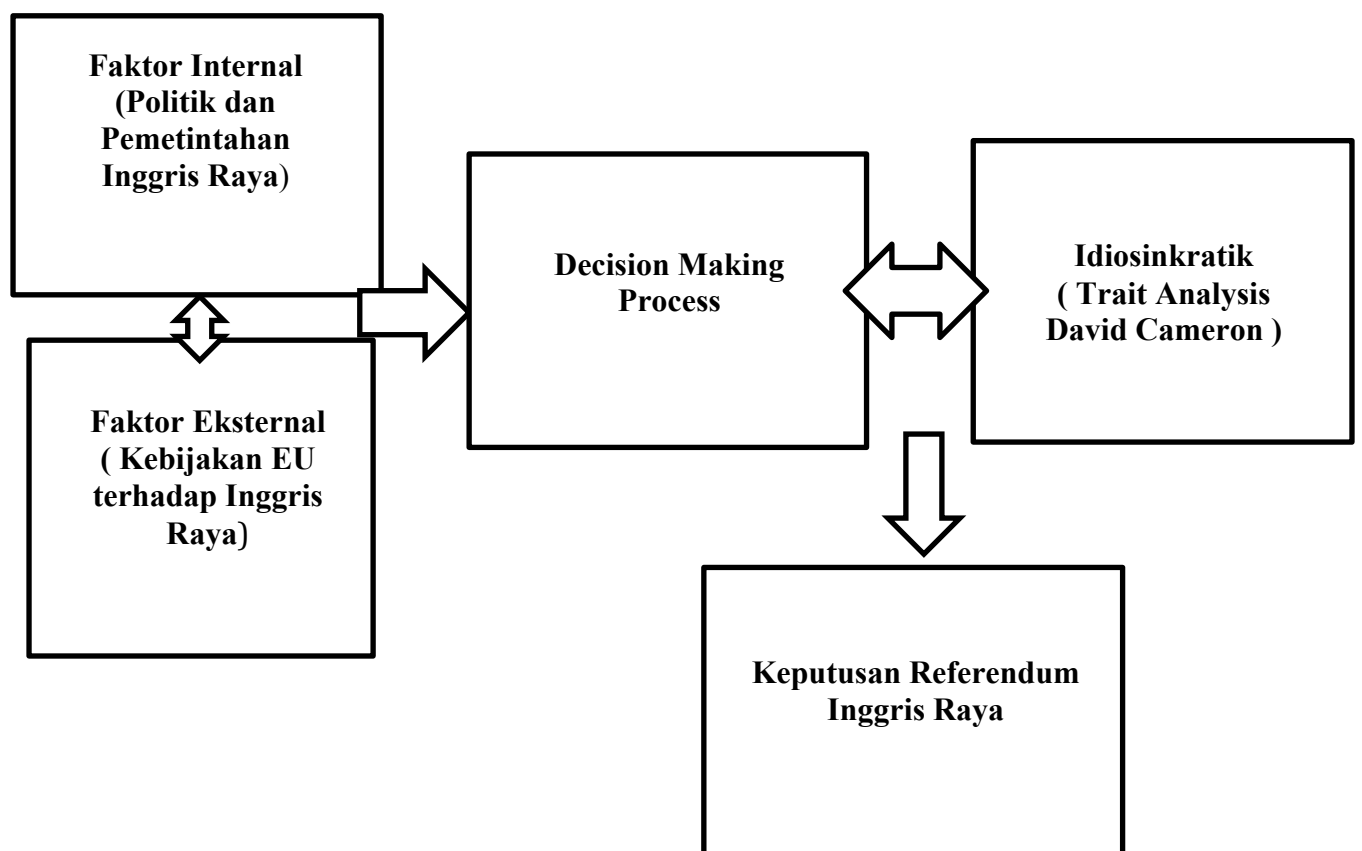 Faktor Internal
(Politik dan
Pemetintahan
Inggris Raya)
Faktor Eksternal
( Kebijakan EU
terhadap Inggris
Raya)
Decision Making
Process
Idiosinkratik
( Trait Analysis
David Cameron )
Keputusan Referendum
Inggris Raya